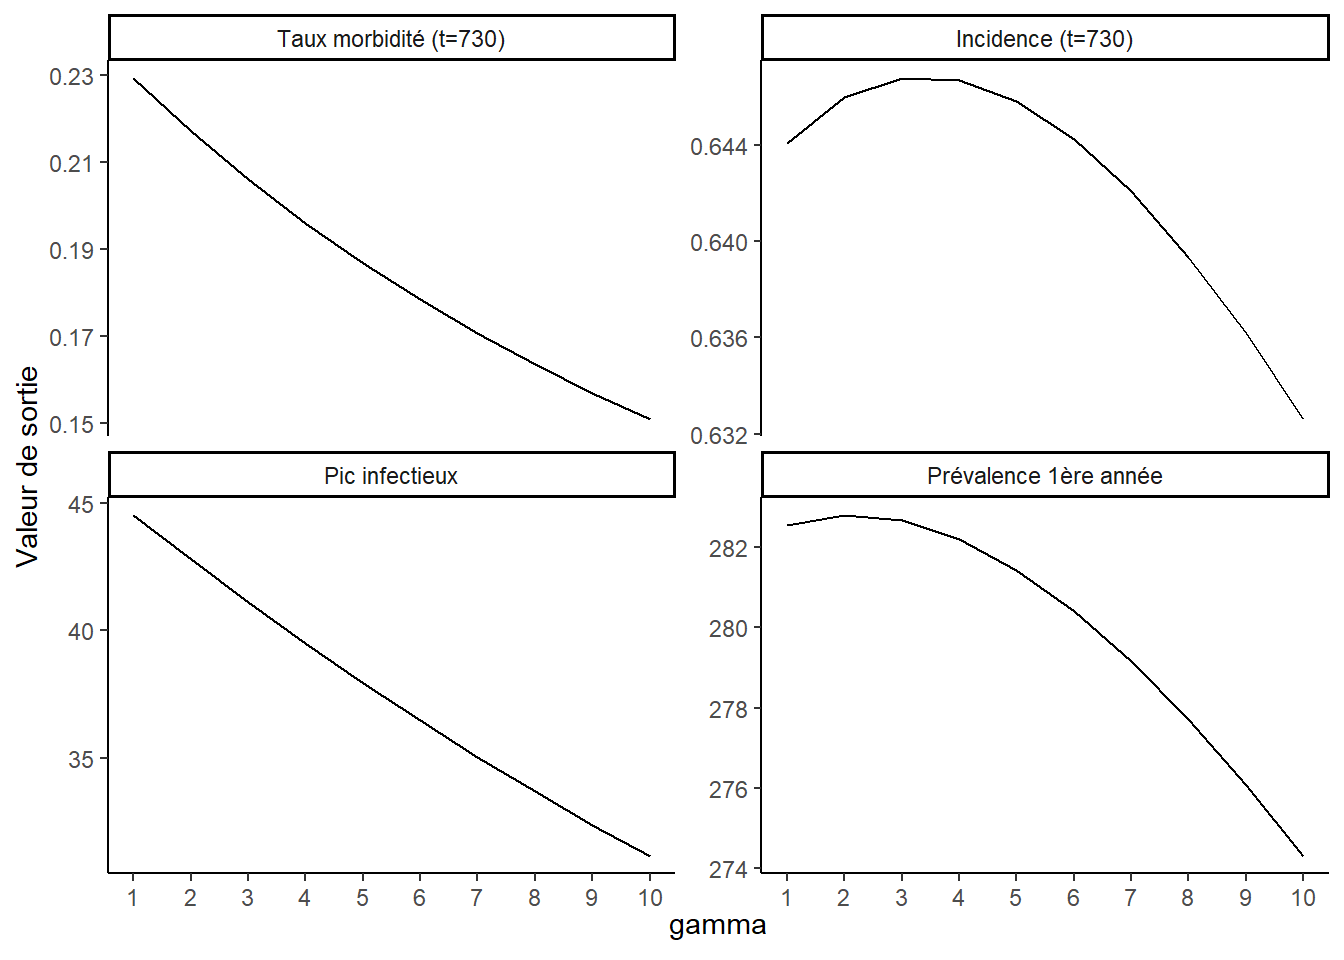 Taux morbidité (t=730)
Incidence (t=730)
0.23
0.21
0.19
0.17
0.15
0.644
0.640
0.636
0.632
Valeur de sortie
Pic infectieux
Prévalence 1ère année
45
40
35
282
280
278
276
274
1 2 3 4 5 6 7 8 9 10
1 2 3 4 5 6 7 8 9 10
gamma